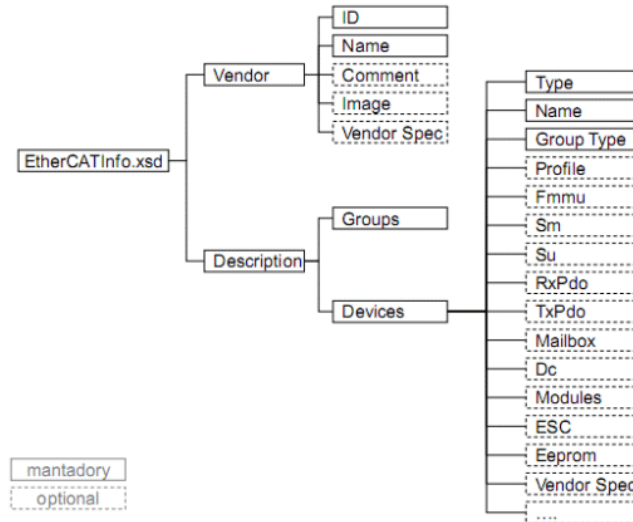 EtherCATInfo.xsd
Vendor
ID
Name
Comment
Image
Vendor Spec
Description
Groups
Devices
Type
Name
Group Type
Profile
Fmmu
Sm
Su
RxPdo
TxPdo
Mailbox
Dc
Modules
ESC
Eeprom
Vendor Spec
....
mantadory
optional